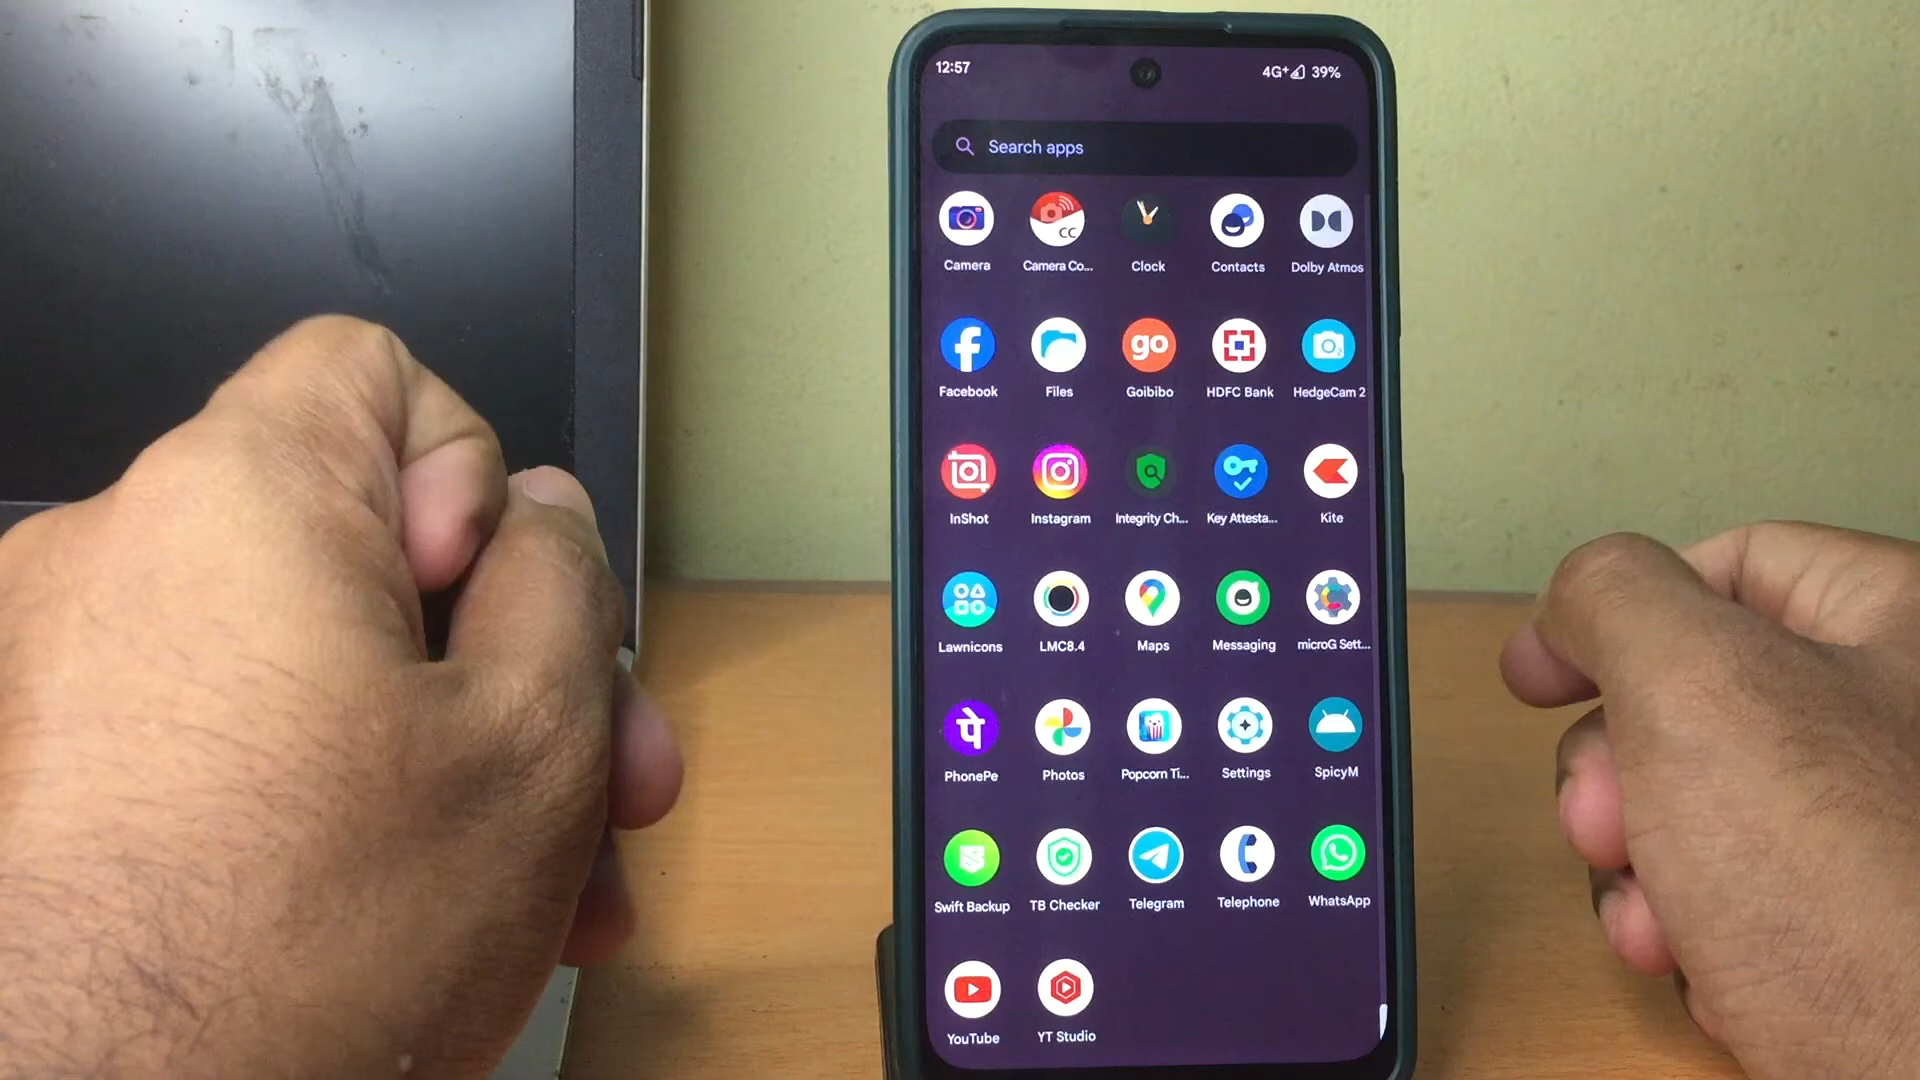 12:57 4G+ 39%
Search apps
CC
Camera Camera Co... Clock Contacts Dolby Atmos
go
Facebook Files Goibibo HDFC Bank HedgeCam 2
InShot Instagram Integrity Ch... Key Attesta... Kite
Lawnicons LMC8.4 Maps Messaging microG Sett...
पे
PhonePe Photos Popcorn Ti... Settings SpicyM
Swift Backup TB Checker Telegram Telephone WhatsApp
YouTube YT Studio